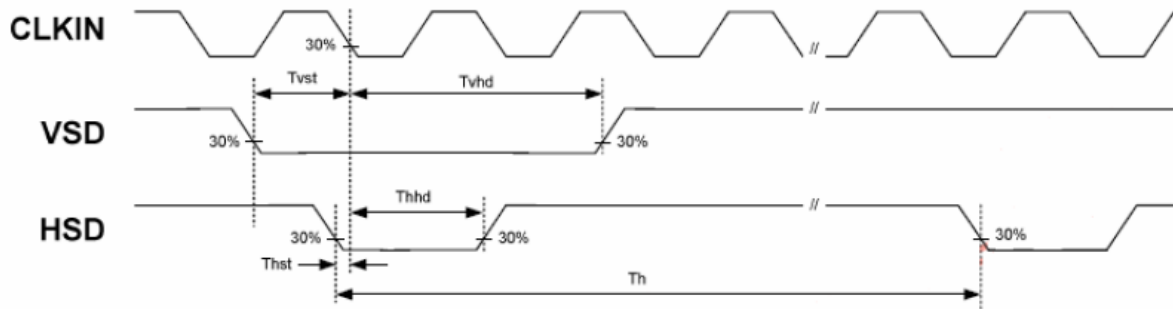 CLKIN
30%
//
Tvst
Tvhd
VSD
30%
30%
//
Thhd
HSD
30%
30%
//
30%
Thst
Th